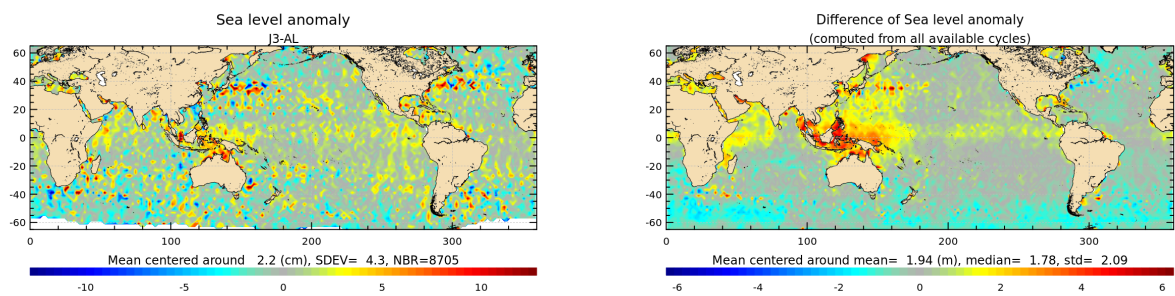 Sea level anomaly
J3-AL
60
40
20
0
-20
-40
-60
0 100 200 300
Mean centered around 2.2 (cm), SDEV= 4.3, NBR=8705
-10 -5 0 5 10
Difference of Sea level anomaly
(computed from all available cycles)
60
40
20
0
-20
-40
-60
0 100 200 300
Mean centered around mean= 1.94 (m), median= 1.78, std= 2.09
-6 -4 -2 0 2 4 6